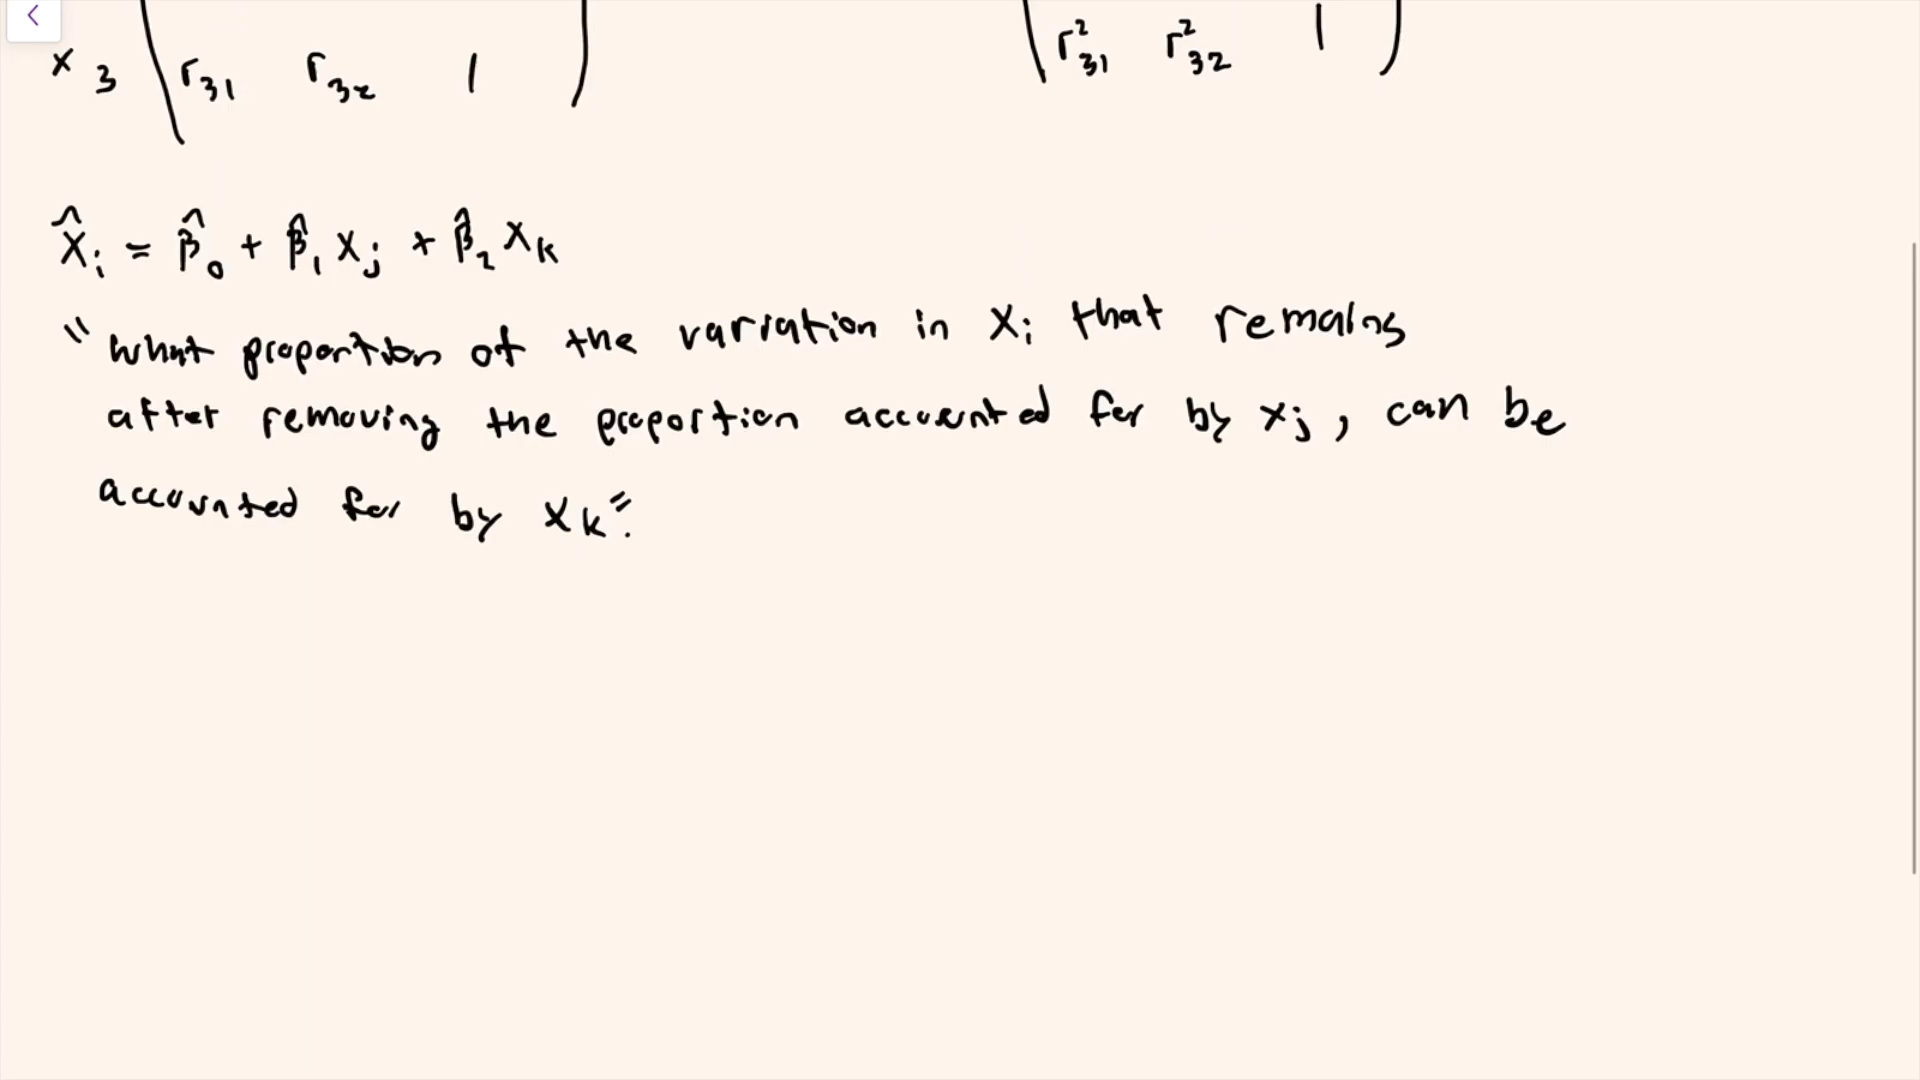 x3 r31 r32 1 r²31 r²32 1
X̂i = β̂0 + β̂1 Xj + β̂2 Xk
"What proportion of the variation in Xi that remains
after removing the proportion accounted for by xj, can be
accounted for by xk"?